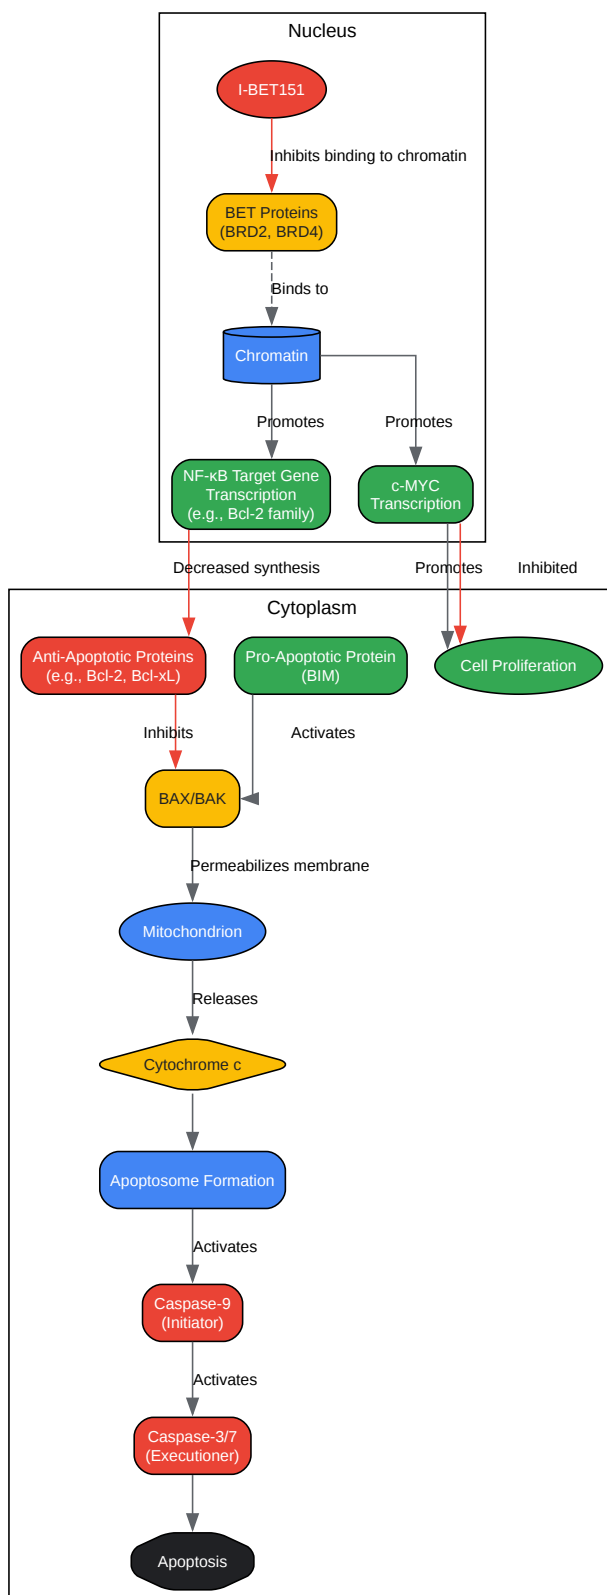 Nucleus
I-BET151
Inhibits binding to chromatin
BET Proteins
(BRD2, BRD4)
Binds to
Chromatin
Promotes
Promotes
NF-κB Target Gene
Transcription
(e.g., Bcl-2 family)
c-MYC
Transcription
Decreased synthesis
Promotes
Inhibited
Cytoplasm
Anti-Apoptotic Proteins
(e.g., Bcl-2, Bcl-xL)
Pro-Apoptotic Protein
(BIM)
Cell Proliferation
Inhibits
Activates
BAX/BAK
Permeabilizes membrane
Mitochondrion
Releases
Cytochrome c
Apoptosome Formation
Activates
Caspase-9
(Initiator)
Activates
Caspase-3/7
(Executioner)
Apoptosis